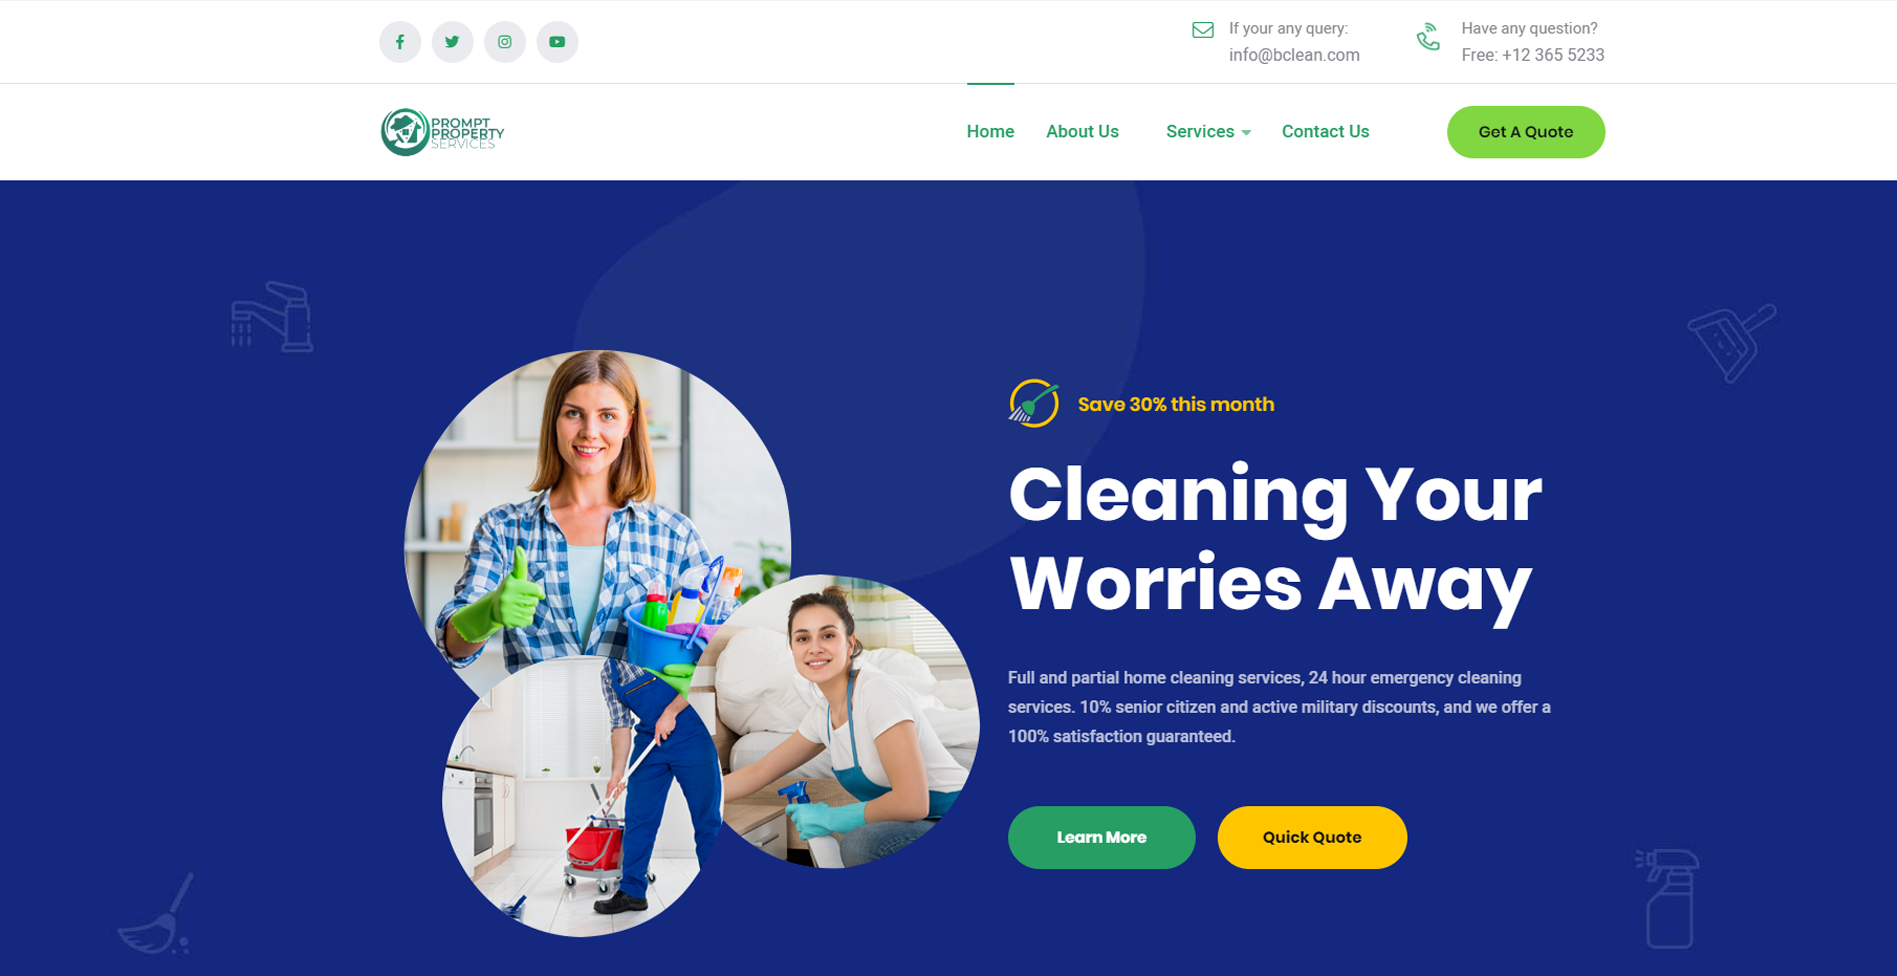 If your any query:
info@bclean.com
Have any question?
Free: +12 365 5233
PROMPT
PROPERTY
SERVICES
Home
About Us
Services
Contact Us
Get A Quote
Save 30% this month
Cleaning Your
Worries Away
Full and partial home cleaning services, 24 hour emergency cleaning
services. 10% senior citizen and active military discounts, and we offer a
100% satisfaction guaranteed.
Learn More
Quick Quote